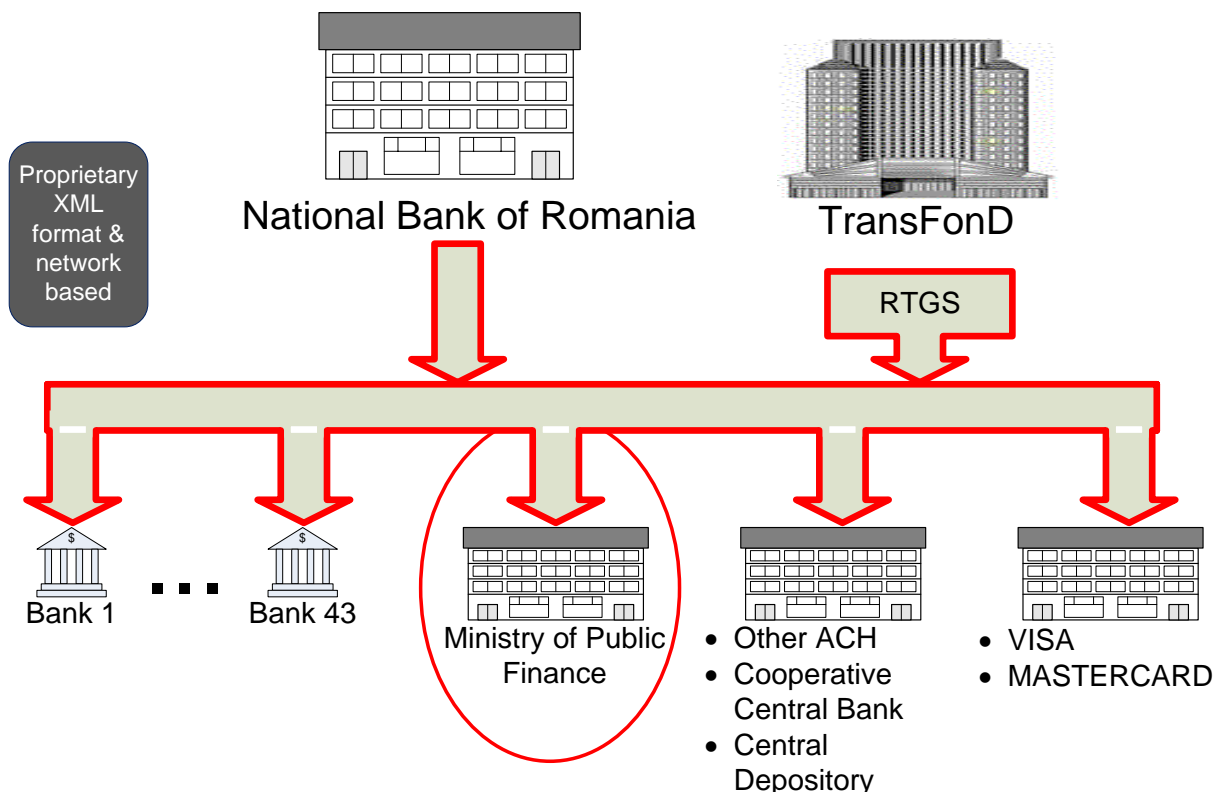 National Bank of Romania
TransFonD
Proprietary
XML
format &
network
based
RTGS
$
Bank 1
$
Bank 43
Ministry of Public
Finance
• Other ACH
• Cooperative
Central Bank
• Central
Depository
• VISA
• MASTERCARD